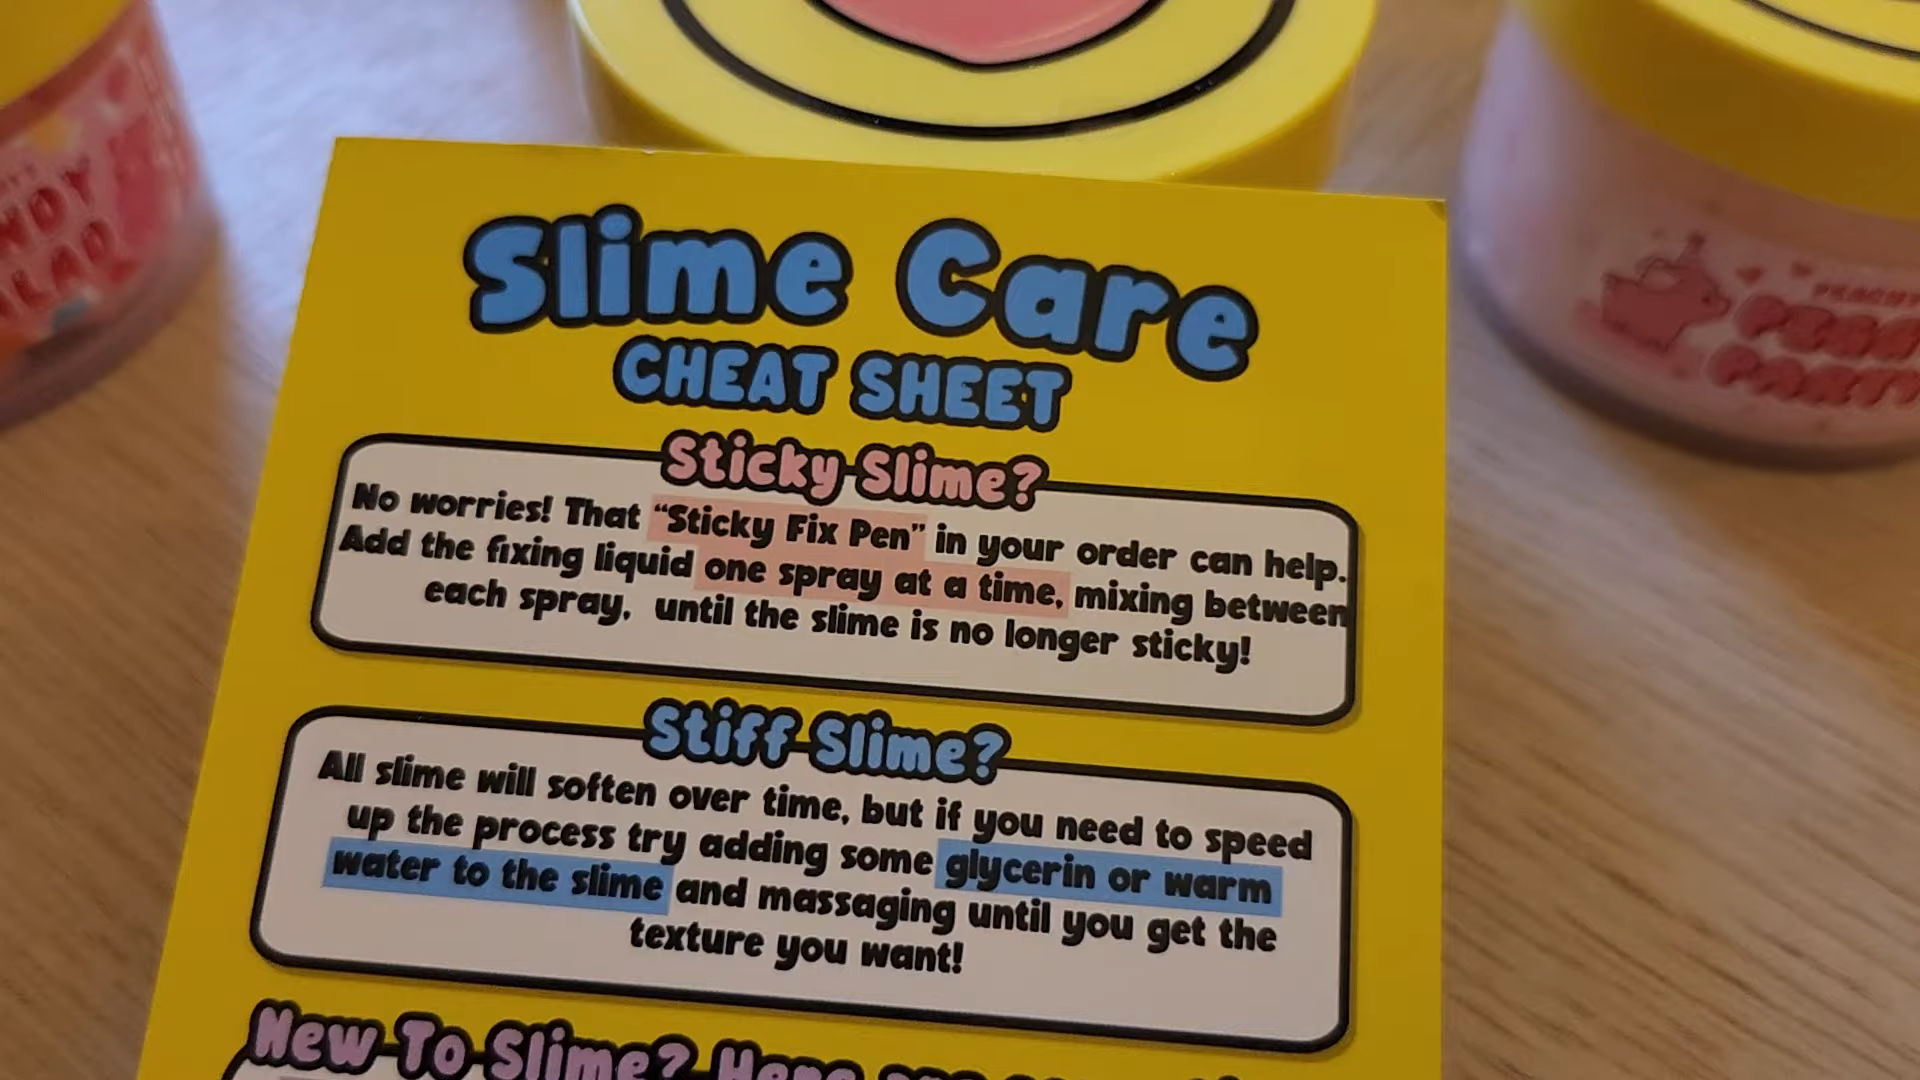 Slime Care
CHEAT SHEET
Sticky Slime?
No worries! That “Sticky Fix Pen” in your order can help.
Add the fixing liquid one spray at a time, mixing between
each spray, until the slime is no longer sticky!
Stiff Slime?
All slime will soften over time, but if you need to speed
up the process try adding some glycerin or warm
water to the slime and massaging until you get the
texture you want!
New To Slime? Here are
PARTY